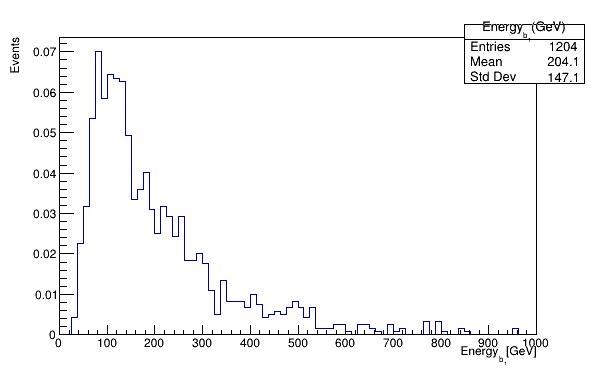 Energy_b₁(GeV)
Entries 1204
Mean 204.1
Std Dev 147.1
Events
0.07
0.06
0.05
0.04
0.03
0.02
0.01
0
0 100 200 300 400 500 600 700 800 900 1000
Energy_b₁[GeV]